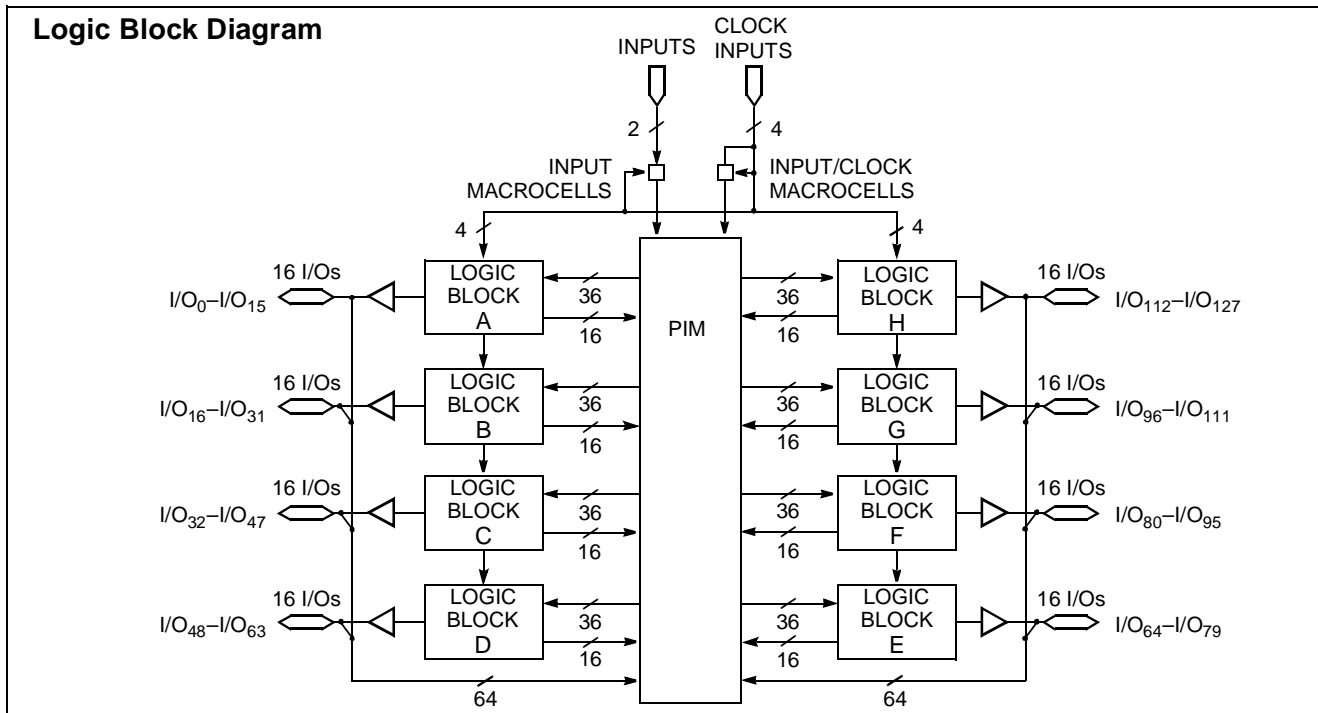 Logic Block Diagram
INPUTS
CLOCK
INPUTS
2
4
INPUT
MACROCELLS
INPUT/CLOCK
MACROCELLS
4
4
16 I/Os
I/O0–I/O15
LOGIC
BLOCK
A
36
16
PIM
36
16
LOGIC
BLOCK
H
16 I/Os
I/O112–I/O127
16 I/Os
I/O16–I/O31
LOGIC
BLOCK
B
36
16
36
16
LOGIC
BLOCK
G
16 I/Os
I/O96–I/O111
16 I/Os
I/O32–I/O47
LOGIC
BLOCK
C
36
16
36
16
LOGIC
BLOCK
F
16 I/Os
I/O80–I/O95
16 I/Os
I/O48–I/O63
LOGIC
BLOCK
D
36
16
36
16
LOGIC
BLOCK
E
16 I/Os
I/O64–I/O79
64
64